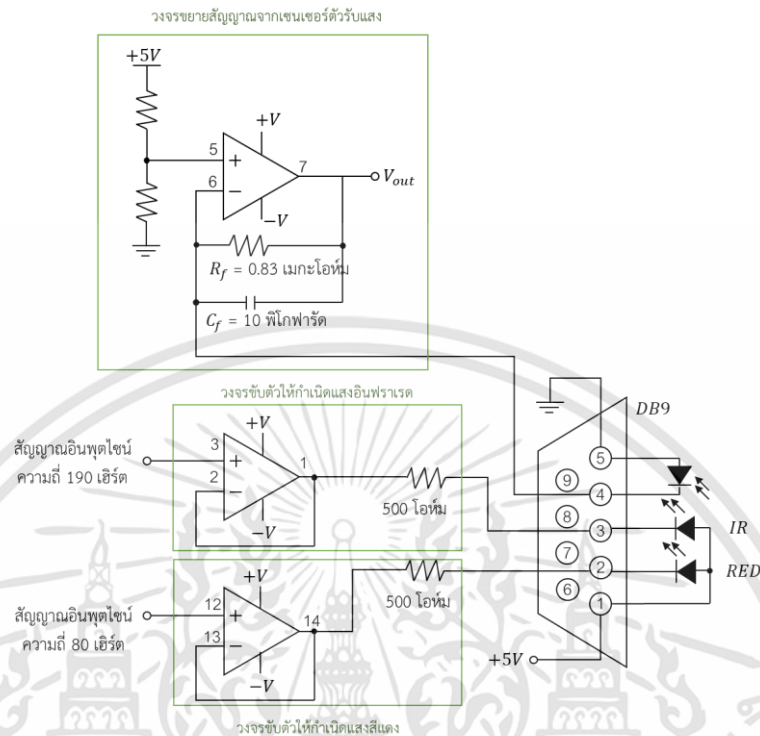 วงจรขยายสัญญาณจากเซนเซอร์ตัวรับแสง
+5V
+V
5
+
7
6
−
V_out
−V
R_f = 0.83 เมกะโอห์ม
C_f = 10 พิโกฟารัด
วงจรขับตัวให้กำเนิดแสงอินฟราเรด
DB9
+V
สัญญาณอินพุตไซน์
ความถี่ 190 เฮิร์ต
3
+
1
2
−
−V
500 โอห์ม
5
9
4
8
3
IR
7
2
RED
6
1
+V
สัญญาณอินพุตไซน์
ความถี่ 80 เฮิร์ต
12
+
14
13
−
−V
500 โอห์ม
+5V
วงจรขับตัวให้กำเนิดแสงสีแดง